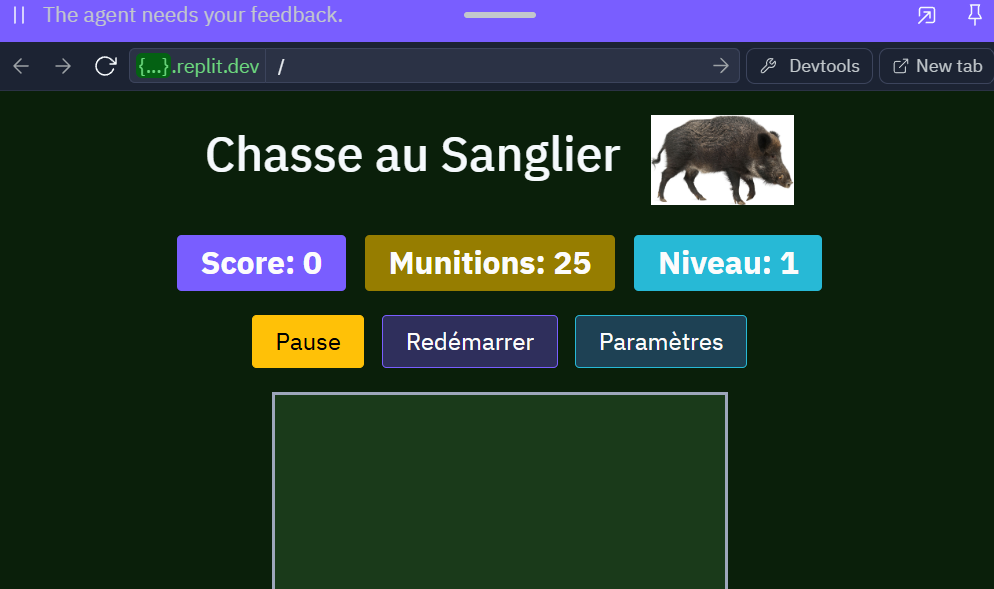 The agent needs your feedback.
{...}.replit.dev / Devtools New tab
Chasse au Sanglier
Score: 0 Munitions: 25 Niveau: 1
Pause Redémarrer Paramètres